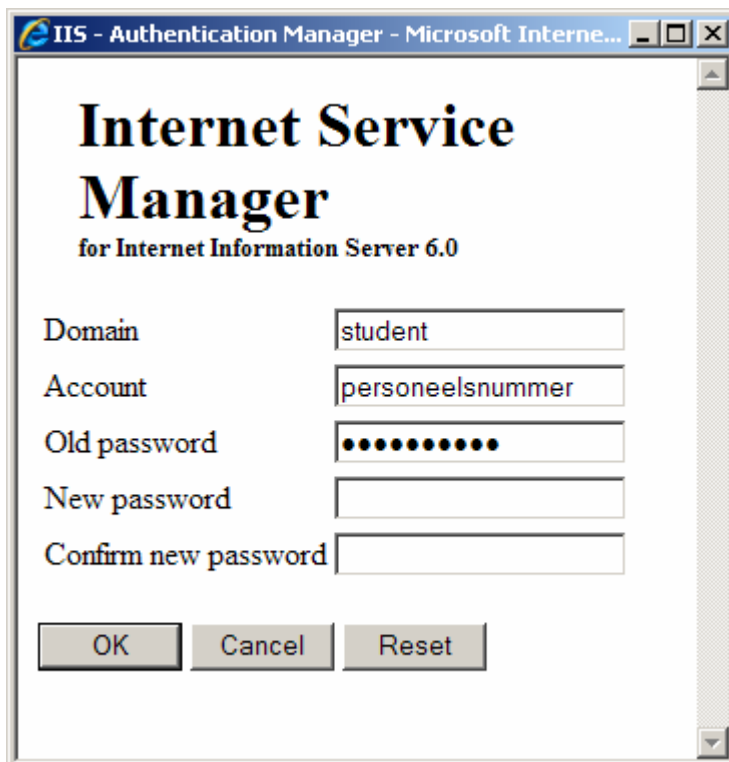 IIS - Authentication Manager - Microsoft Interne...
Internet Service
Manager
for Internet Information Server 6.0
Domain student
Account personeelsnummer
Old password ●●●●●●●●●●
New password
Confirm new password
OK Cancel Reset